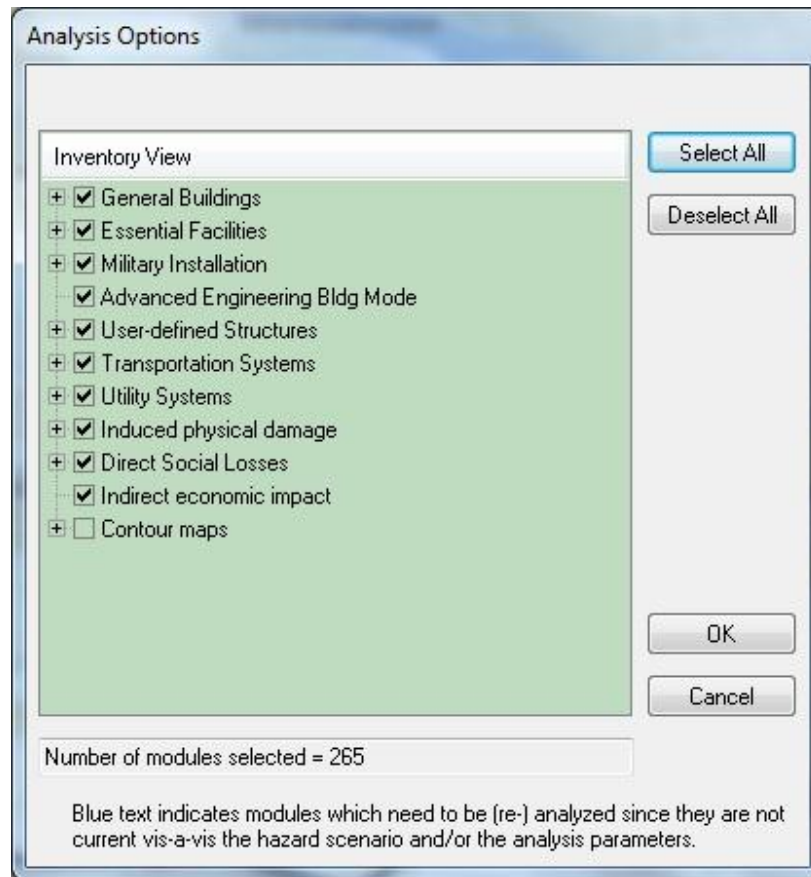 Analysis Options
Inventory View
General Buildings
Essential Facilities
Military Installation
Advanced Engineering Bldg Mode
User-defined Structures
Transportation Systems
Utility Systems
Induced physical damage
Direct Social Losses
Indirect economic impact
Contour maps
Select All
Deselect All
OK
Cancel
Number of modules selected = 265
Blue text indicates modules which need to be (re-) analyzed since they are not
current vis-a-vis the hazard scenario and/or the analysis parameters.